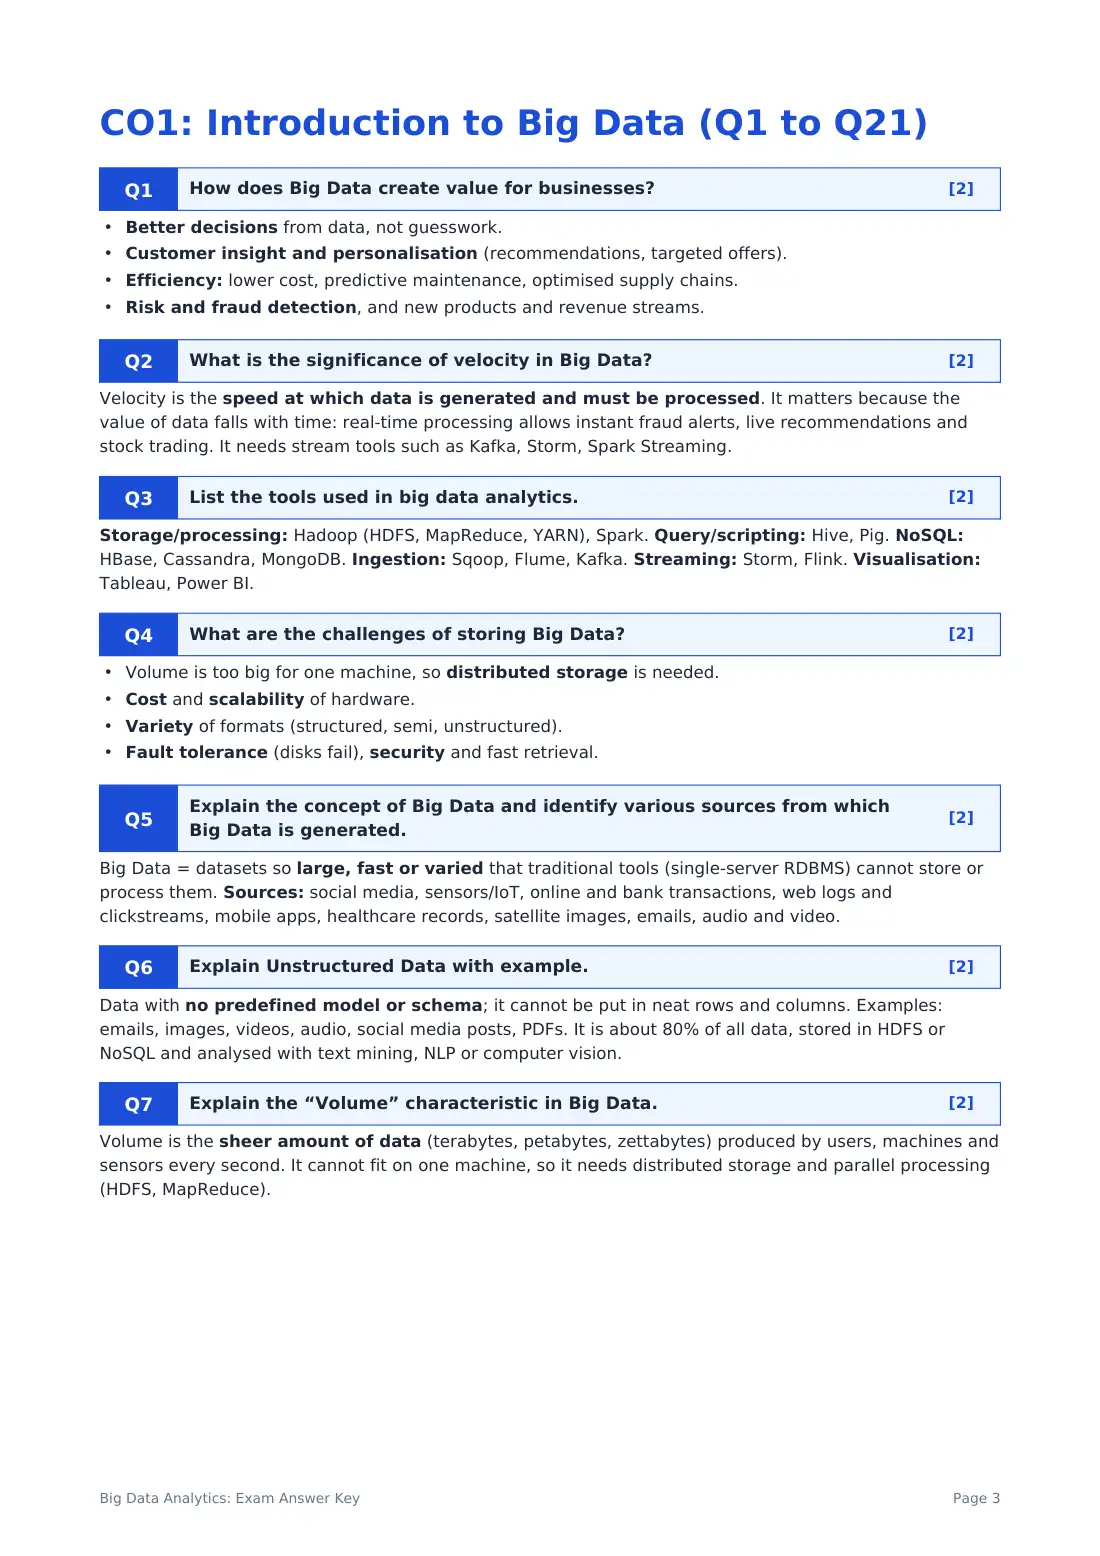 CO1: Introduction to Big Data (Q1 to Q21)
Q1 How does Big Data create value for businesses? [2]
• Better decisions from data, not guesswork.
• Customer insight and personalisation (recommendations, targeted offers).
• Efficiency: lower cost, predictive maintenance, optimised supply chains.
• Risk and fraud detection, and new products and revenue streams.
Q2 What is the significance of velocity in Big Data? [2]
Velocity is the speed at which data is generated and must be processed. It matters because the
value of data falls with time: real-time processing allows instant fraud alerts, live recommendations and
stock trading. It needs stream tools such as Kafka, Storm, Spark Streaming.
Q3 List the tools used in big data analytics. [2]
Storage/processing: Hadoop (HDFS, MapReduce, YARN), Spark. Query/scripting: Hive, Pig. NoSQL:
HBase, Cassandra, MongoDB. Ingestion: Sqoop, Flume, Kafka. Streaming: Storm, Flink. Visualisation:
Tableau, Power BI.
Q4 What are the challenges of storing Big Data? [2]
• Volume is too big for one machine, so distributed storage is needed.
• Cost and scalability of hardware.
• Variety of formats (structured, semi, unstructured).
• Fault tolerance (disks fail), security and fast retrieval.
Q5 Explain the concept of Big Data and identify various sources from which [2]
Big Data is generated.
Big Data = datasets so large, fast or varied that traditional tools (single-server RDBMS) cannot store or
process them. Sources: social media, sensors/IoT, online and bank transactions, web logs and
clickstreams, mobile apps, healthcare records, satellite images, emails, audio and video.
Q6 Explain Unstructured Data with example. [2]
Data with no predefined model or schema; it cannot be put in neat rows and columns. Examples:
emails, images, videos, audio, social media posts, PDFs. It is about 80% of all data, stored in HDFS or
NoSQL and analysed with text mining, NLP or computer vision.
Q7 Explain the “Volume” characteristic in Big Data. [2]
Volume is the sheer amount of data (terabytes, petabytes, zettabytes) produced by users, machines and
sensors every second. It cannot fit on one machine, so it needs distributed storage and parallel processing
(HDFS, MapReduce).
Big Data Analytics: Exam Answer Key Page 3